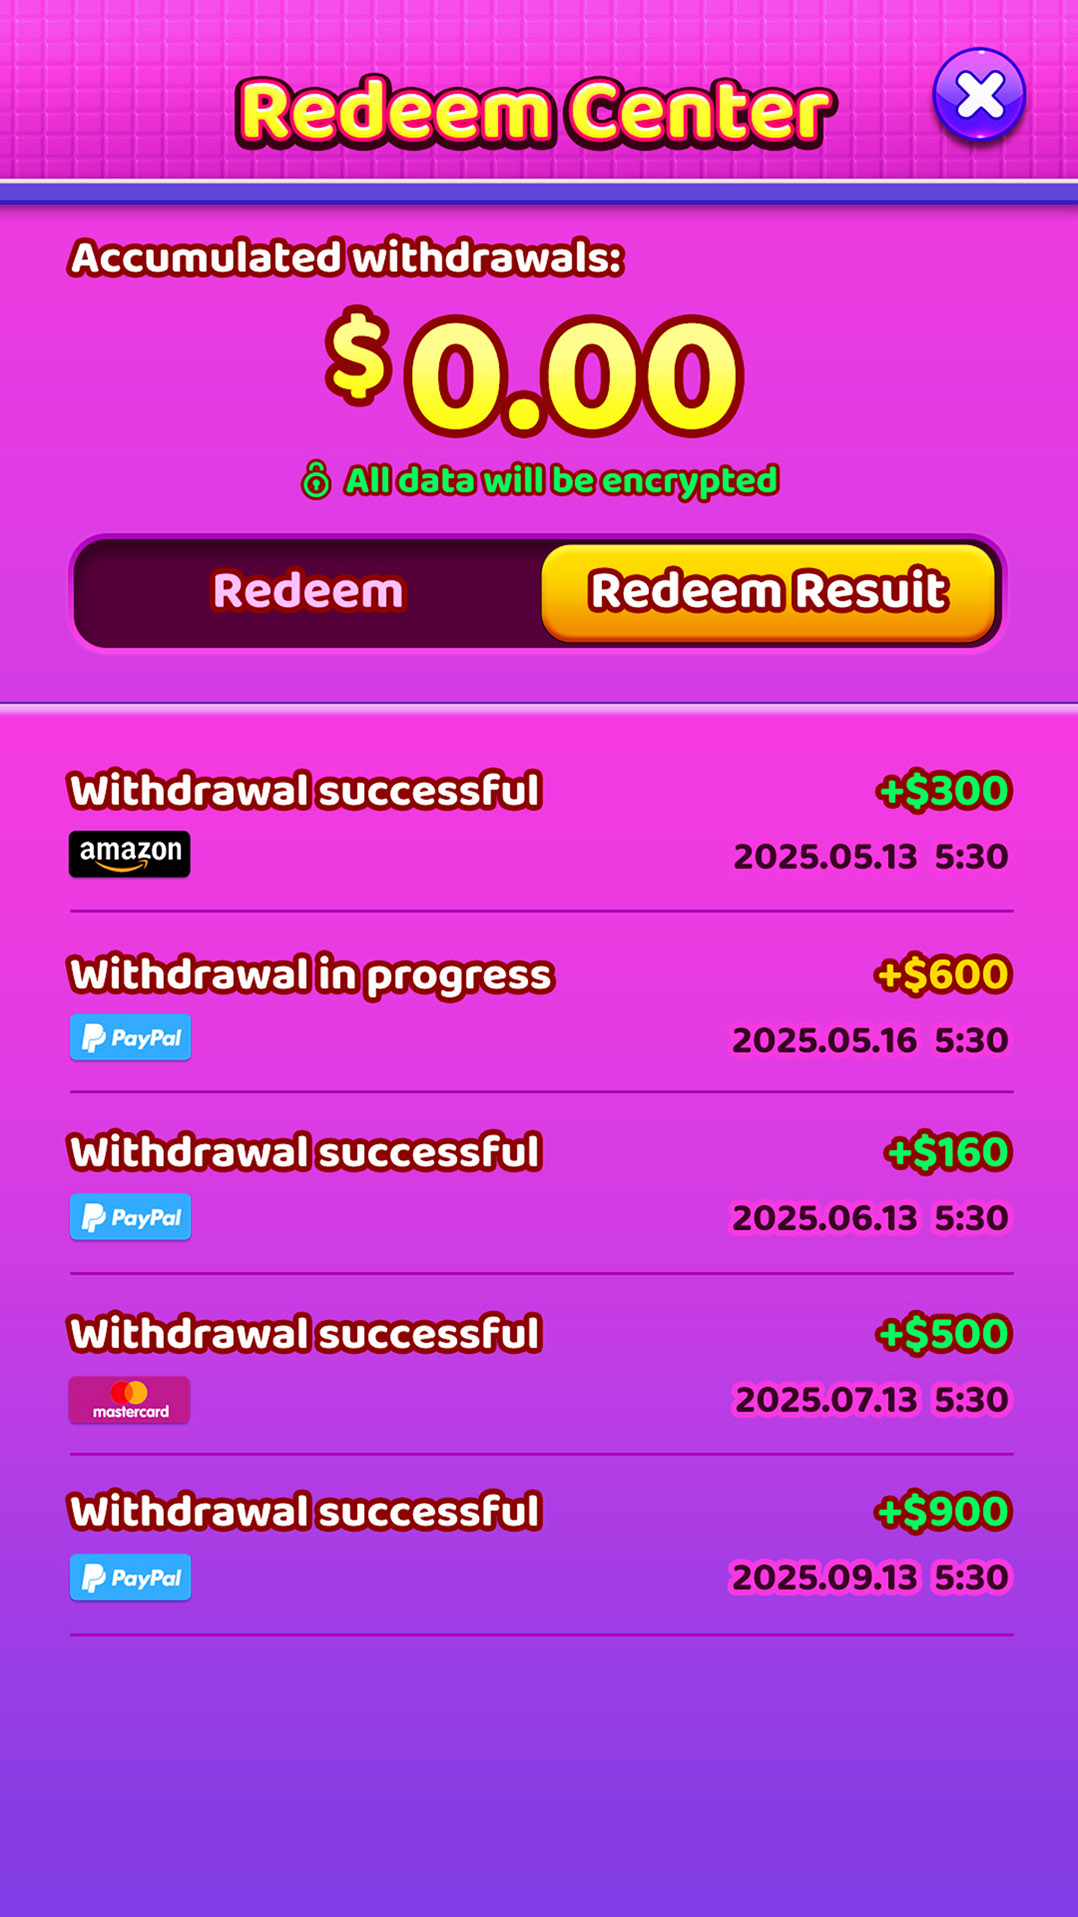 Redeem Center
Accumulated withdrawals:
$0.00
All data will be encrypted
Redeem
Redeem Resuit
Withdrawal successful +$300
amazon 2025.05.13 5:30
Withdrawal in progress +$600
PayPal 2025.05.16 5:30
Withdrawal successful +$160
PayPal 2025.06.13 5:30
Withdrawal successful +$500
mastercard 2025.07.13 5:30
Withdrawal successful +$900
PayPal 2025.09.13 5:30